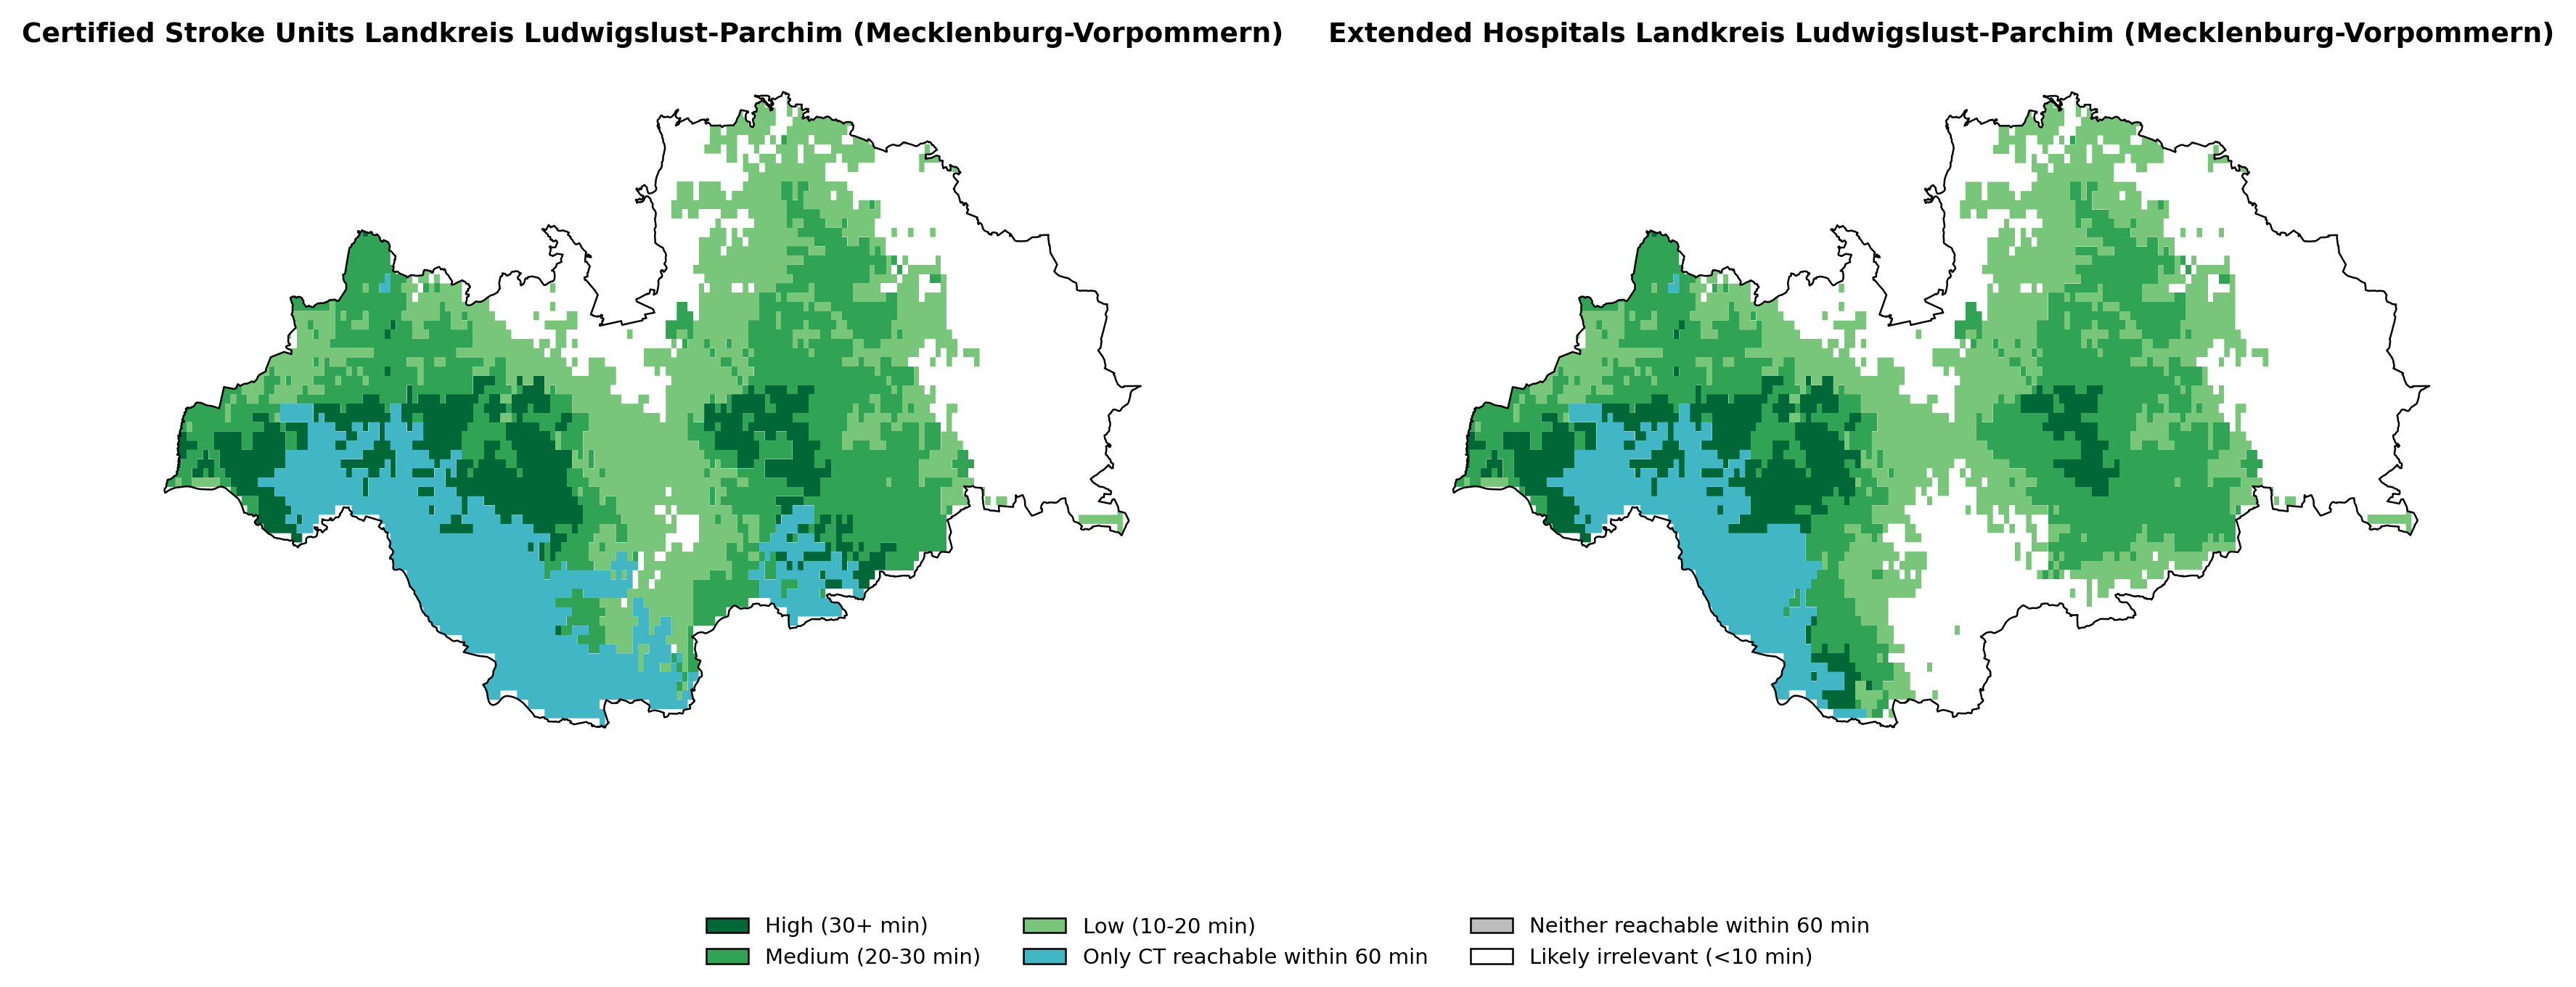 Certified Stroke Units Landkreis Ludwigslust-Parchim (Mecklenburg-Vorpommern)
Extended Hospitals Landkreis Ludwigslust-Parchim (Mecklenburg-Vorpommern)
High (30+ min)
Medium (20-30 min)
Low (10-20 min)
Only CT reachable within 60 min
Neither reachable within 60 min
Likely irrelevant (<10 min)